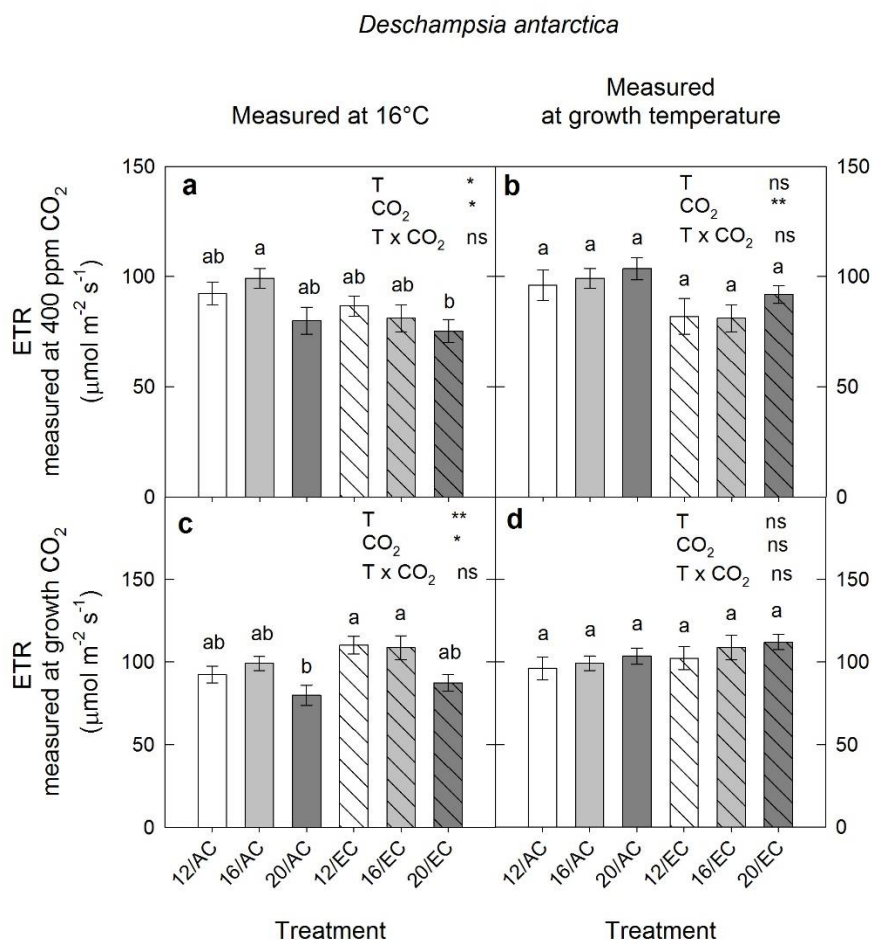 Deschampsia antarctica
Measured at 16°C
Measured
at growth temperature
ETR
measured at 400 ppm CO₂
(μmol m⁻² s⁻¹)
150
100
50
0
a
T *
CO₂ *
T x CO₂ ns
ab
a
ab
ab
ab
b
b
T ns
CO₂ **
T x CO₂ ns
a
a
a
a
a
a
150
100
50
0
ETR
measured at growth CO₂
(μmol m⁻² s⁻¹)
150
100
50
0
c
T **
CO₂ *
T x CO₂ ns
ab
ab
b
a
a
ab
d
T ns
CO₂ ns
T x CO₂ ns
a
a
a
a
a
a
150
100
50
0
12/AC
16/AC
20/AC
12/EC
16/EC
20/EC
12/AC
16/AC
20/AC
12/EC
16/EC
20/EC
Treatment
Treatment